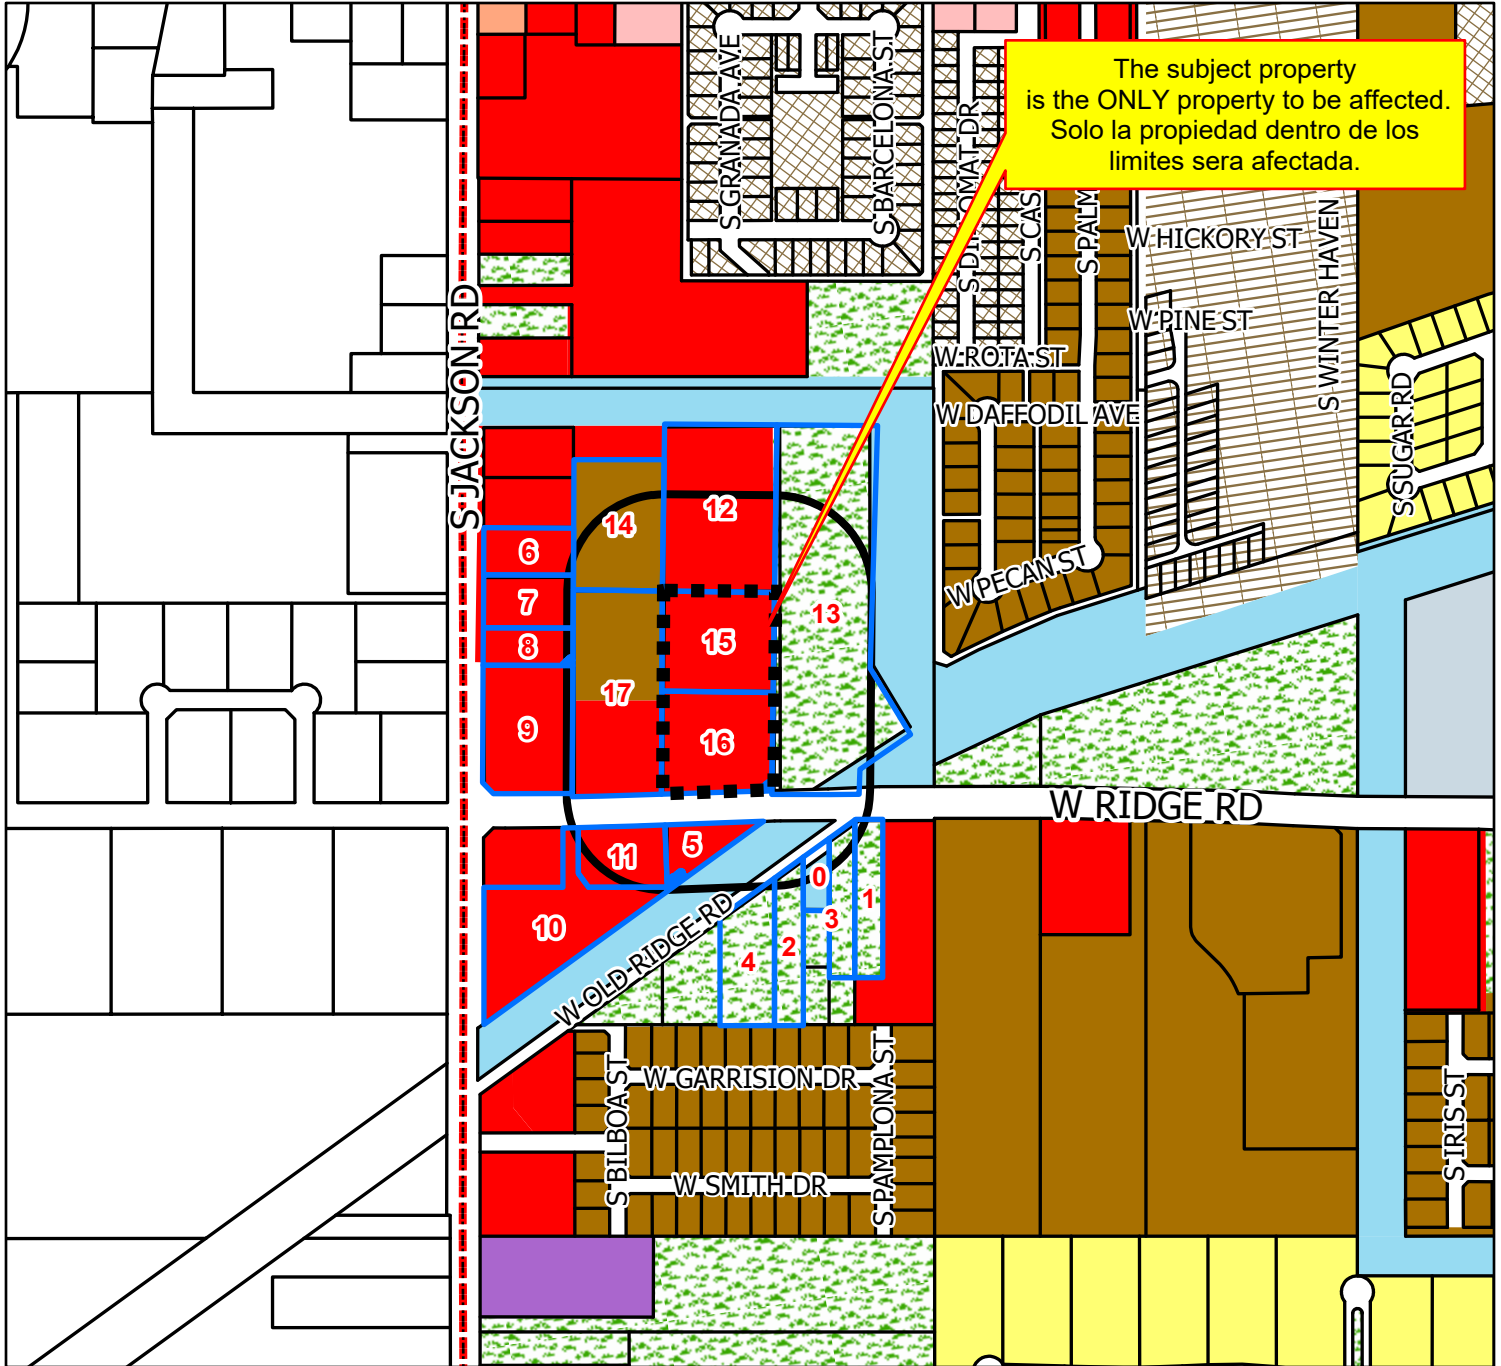 The subject property
is the ONLY property to be affected.
Solo la propiedad dentro de los
limites sera afectada.
S GRANADA AVE
S BARCELONA ST
S CAS
S PALM
W HICKORY ST
S WINTER HAVEN
W PINE ST
W ROTA ST
W DAFFODIL AVE
S SUGAR RD
S JACKSON RD
W PECAN ST
14
12
6
7
8
13
15
17
9
16
W RIDGE RD
11
5
0
1
10
3
2
4
W OLD RIDGE RD
W GARRISION DR
S BILBOA ST
S PAMPLONA ST
W SMITH DR
S IRIS ST